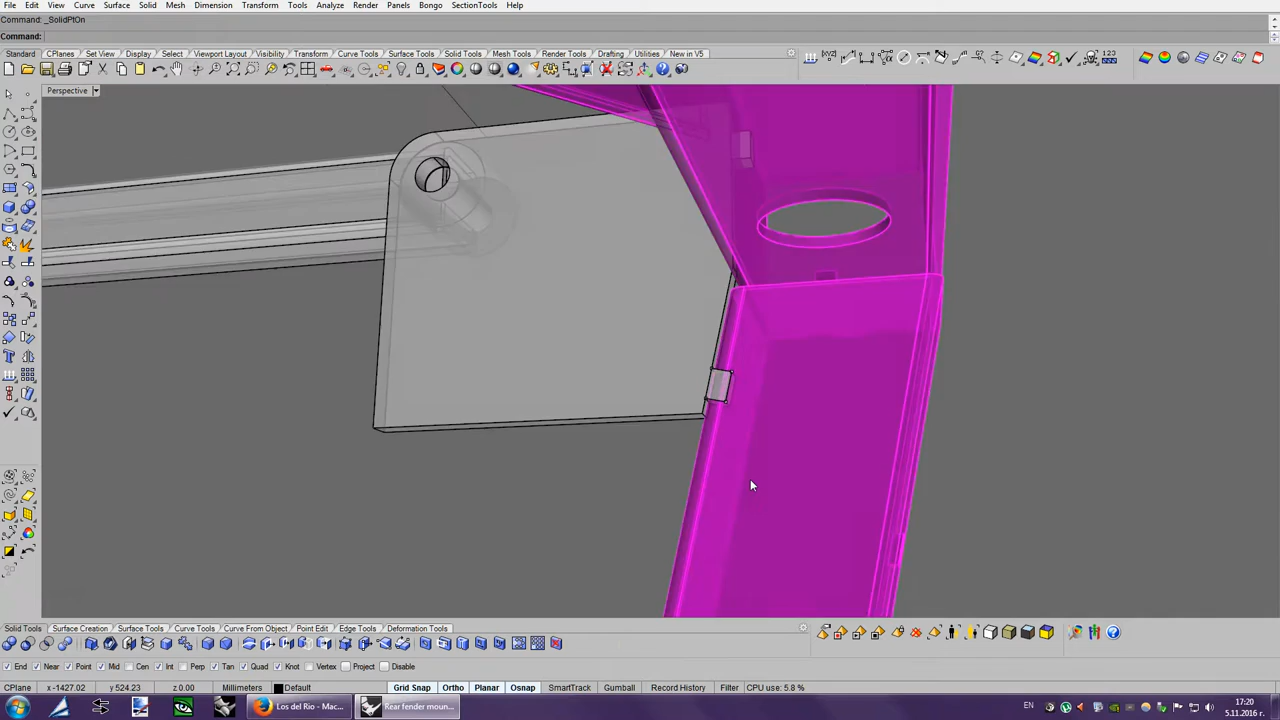 File Edit View Curve Surface Solid Mesh Dimension Transform Tools Analyze Render Panels Bongo SectionTools Help
Command: _SolidPtOn
Command:
Standard CPlanes Set View Display Select Viewport Layout Visibility Transform Curve Tools Surface Tools Solid Tools Mesh Tools Render Tools Drafting Utilities New in V5
Perspective
Solid Tools Surface Creation Surface Tools Curve Tools Curve From Object Point Edit Edge Tools Deformation Tools
End Near Point Mid Cen Int Perp Tan Quad Knot Vertex Project Disable
CPlane x -1427.02 y 524.23 z 0.00 Millimeters Default Grid Snap Ortho Planar Osnap SmartTrack Gumball Record History Filter CPU use: 5.8 %
Los del Rio - Mac... Rear fender moun... EN 17:20
5.11.2016 г.